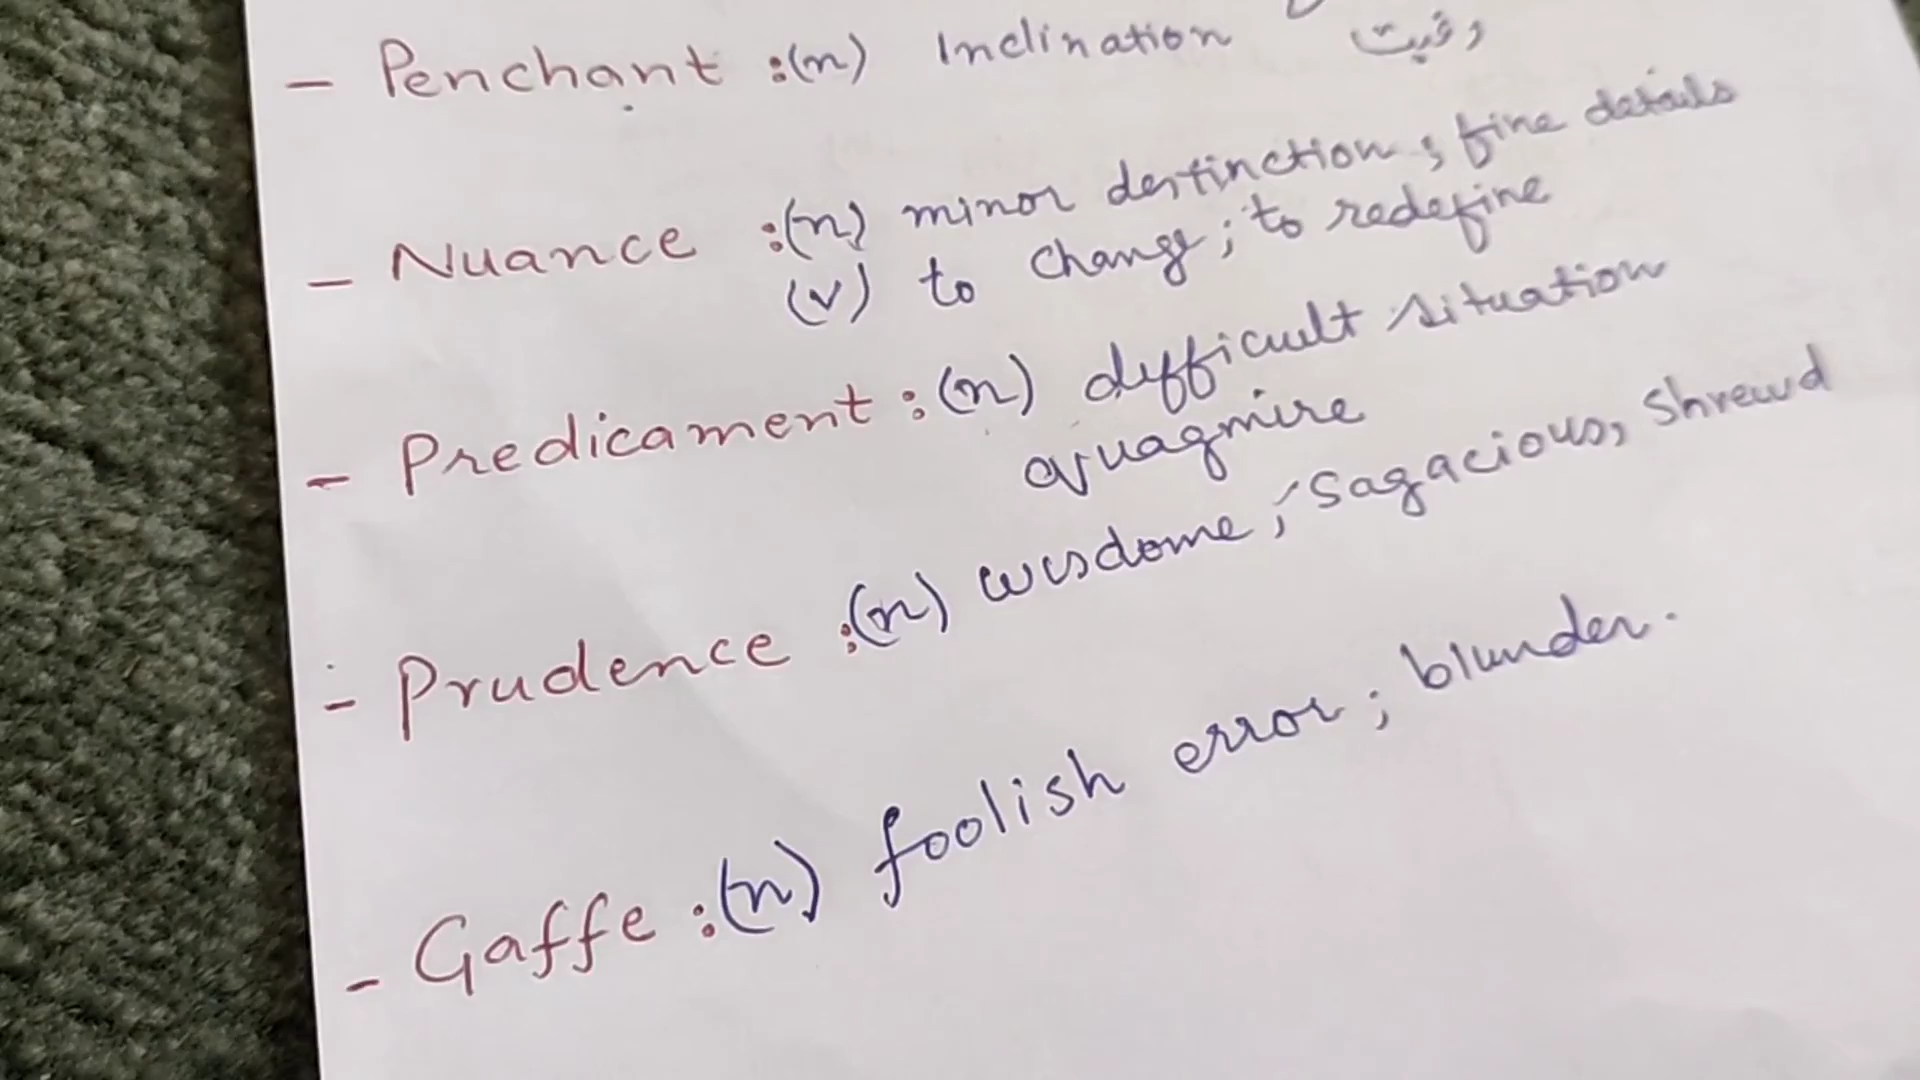 - Penchant :(n) Inclination رغبت
- Nuance :(n) minor destinction; fine details
(v) to change; to redefine
- Predicament :(n) difficult situation
quagmire
- Prudence :(n) wisdome; sagacious, shrewd
- Gaffe :(n) foolish error; blunder.